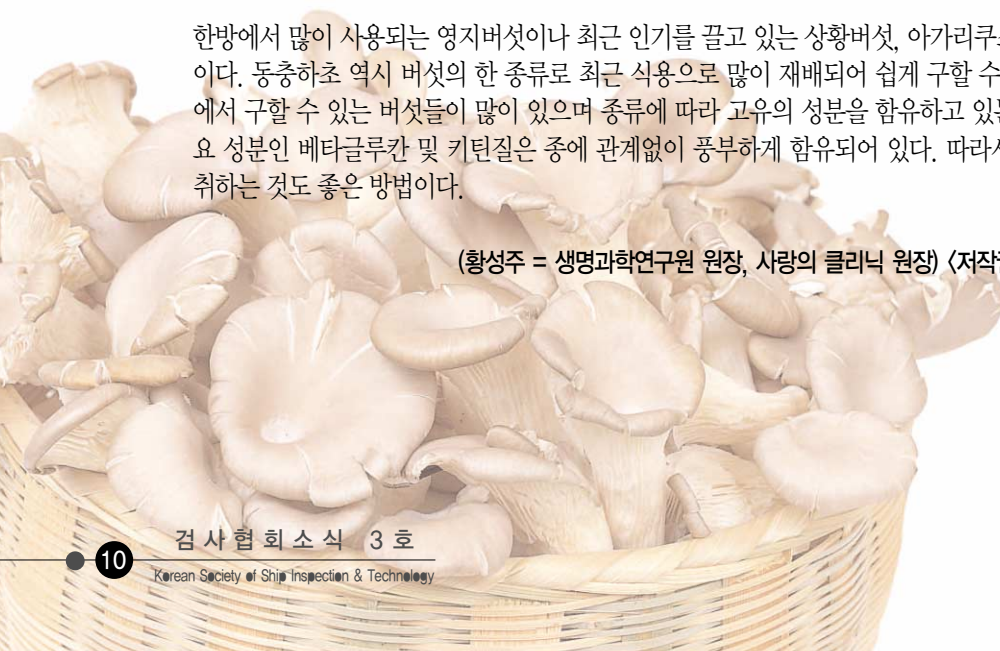 한방에서 많이 사용되는 영지버섯이나 최근 인기를 끌고 있는 상황버섯, 아가리쿠스
이다. 동충하초 역시 버섯의 한 종류로 최근 식용으로 많이 재배되어 쉽게 구할 수
에서 구할 수 있는 버섯들이 많이 있으며 종류에 따라 고유의 성분을 함유하고 있는
요 성분인 베타글루칸 및 키틴질은 종에 관계없이 풍부하게 함유되어 있다. 따라서
취하는 것도 좋은 방법이다.
(황성주 = 생명과학연구원 원장, 사랑의 클리닉 원장) <저작권
검사협회소식 3호
10
Korean Society of Ship Inspection & Technology